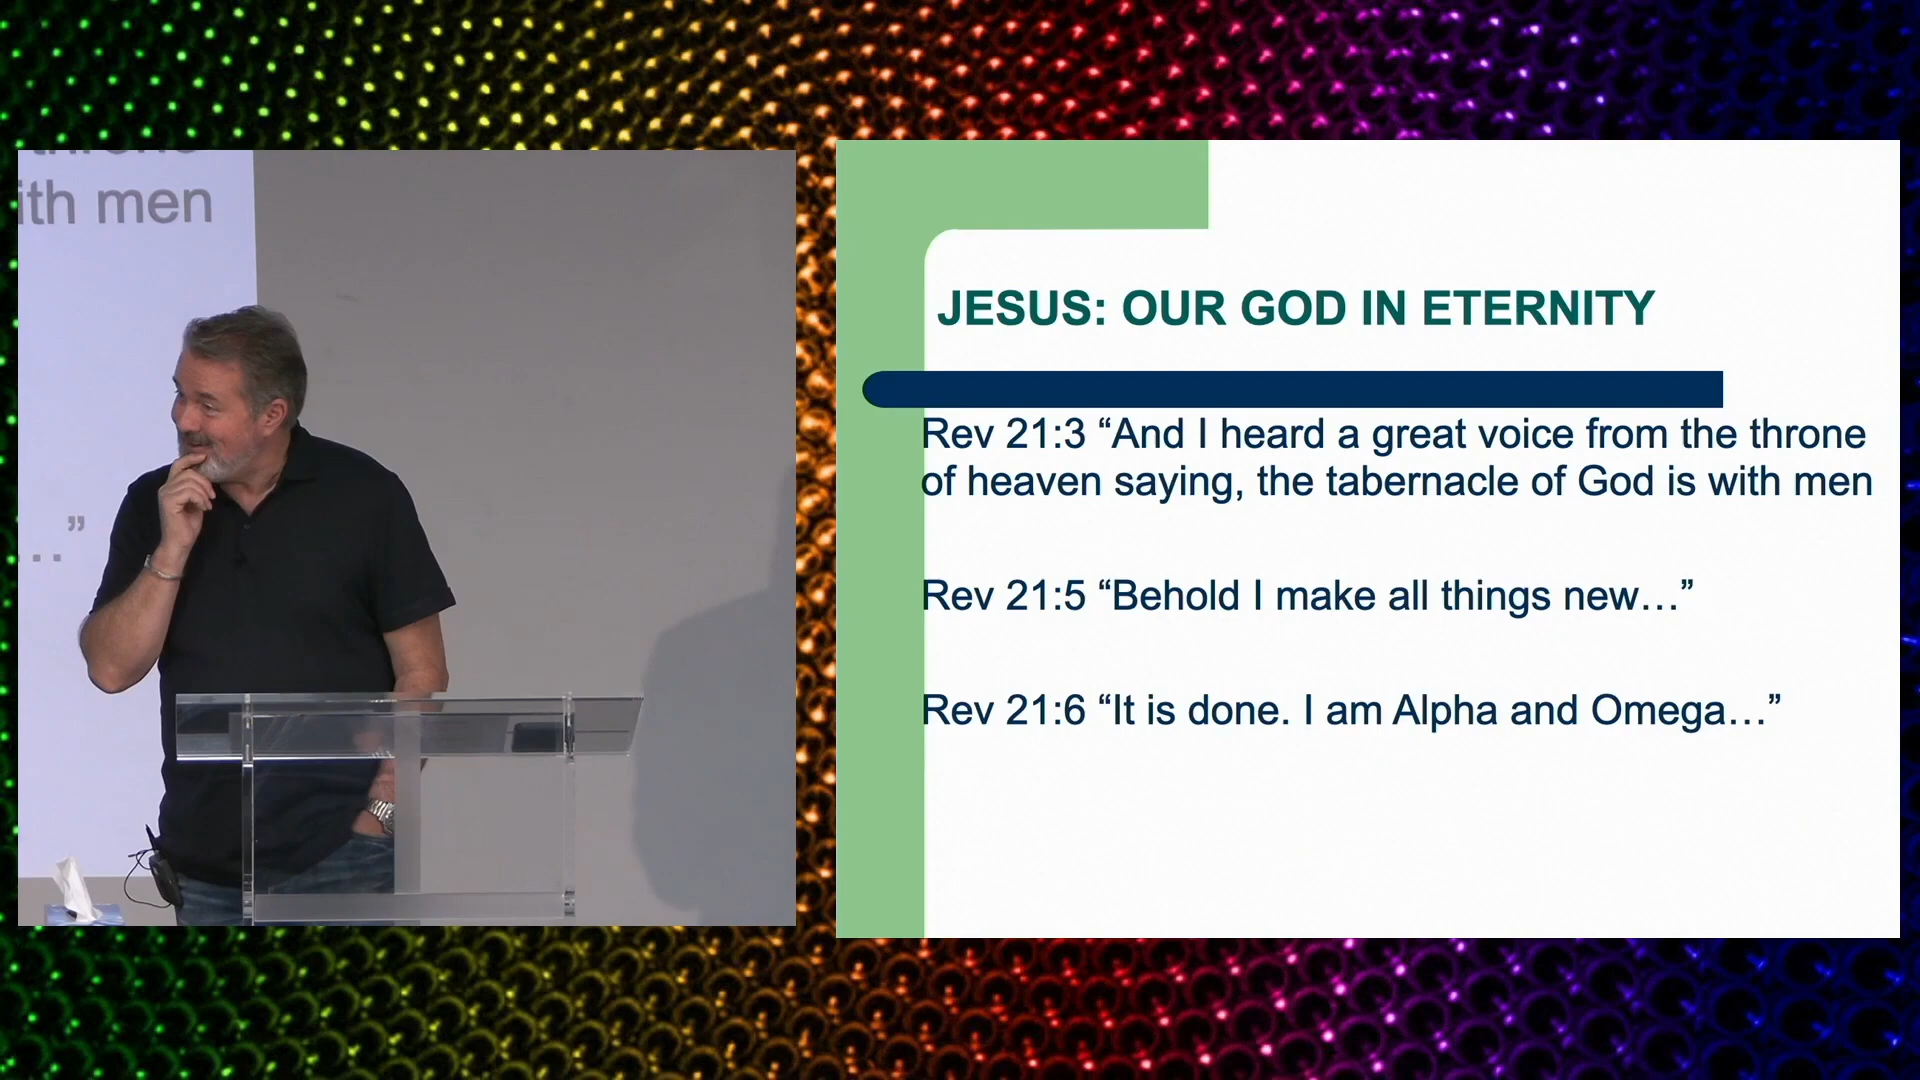 throne
ith men
…”
JESUS: OUR GOD IN ETERNITY
Rev 21:3 “And I heard a great voice from the throne
of heaven saying, the tabernacle of God is with men
Rev 21:5 “Behold I make all things new…”
Rev 21:6 “It is done. I am Alpha and Omega…”